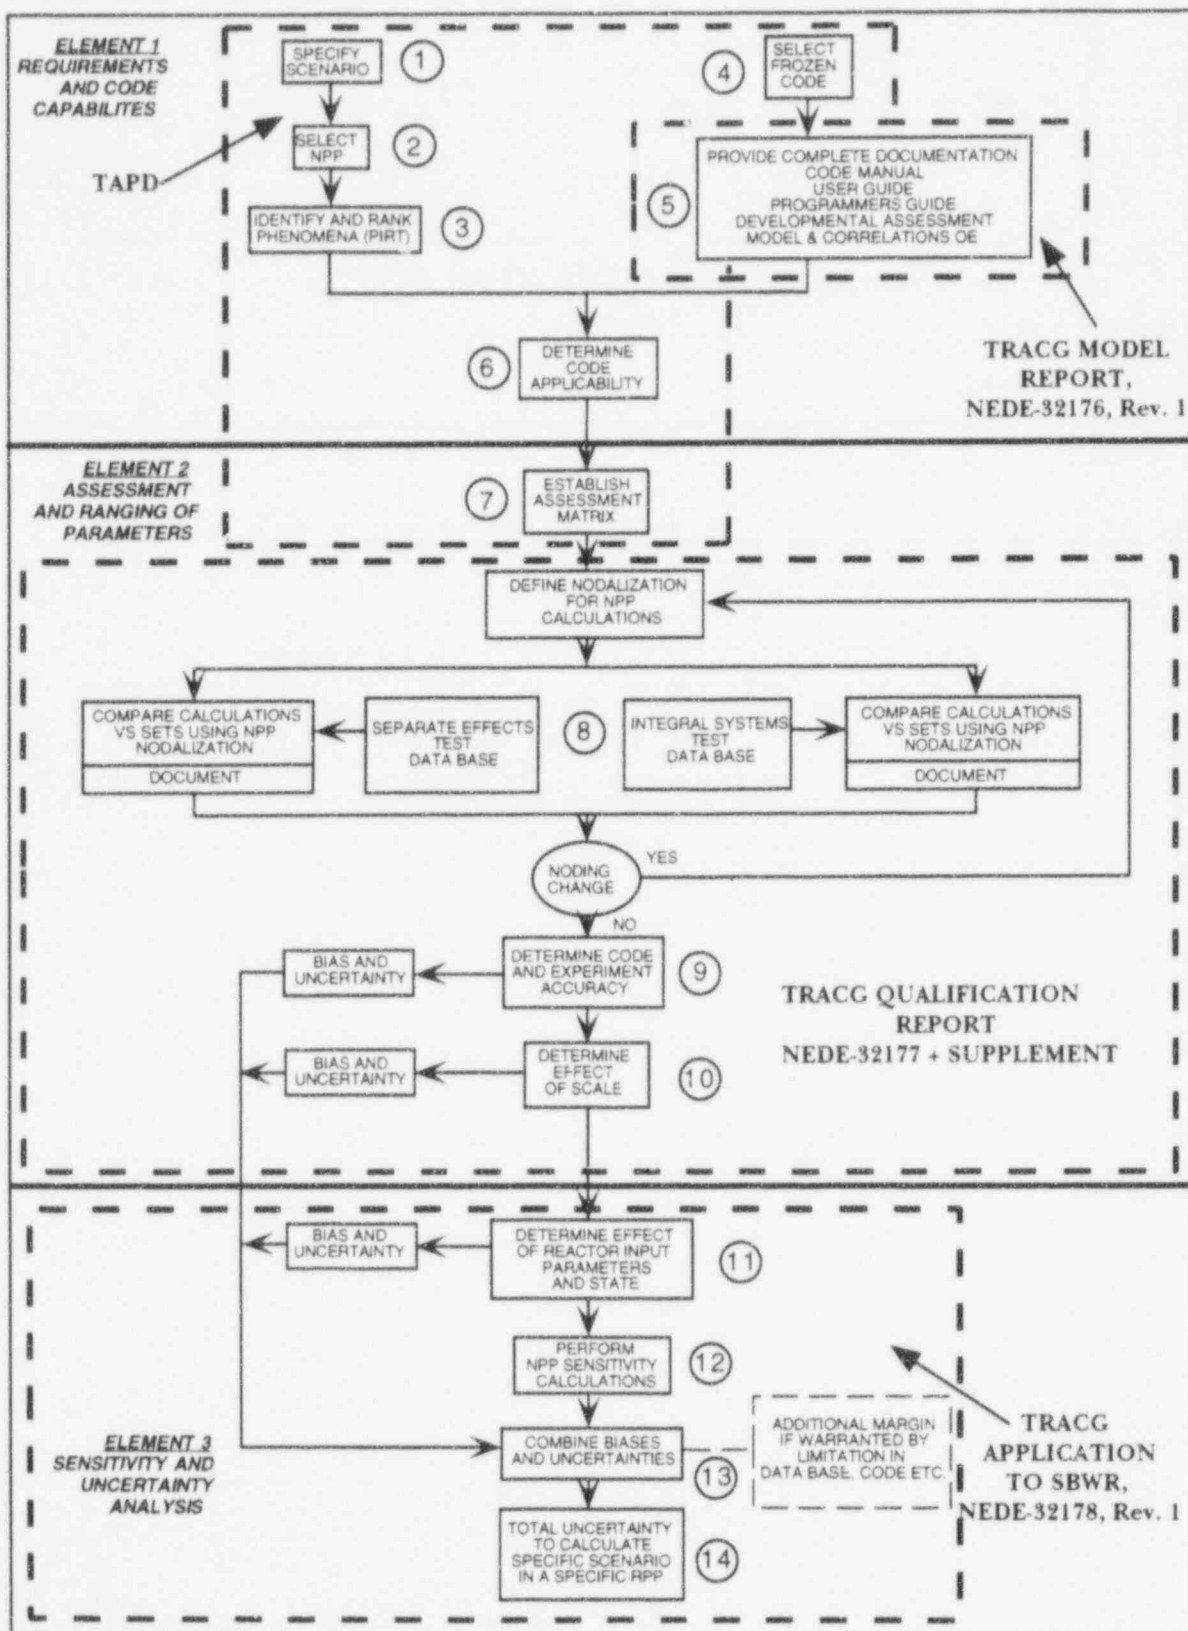 ELEMENT 1
REQUIREMENTS
AND CODE
CAPABILITES
SPECIFY
SCENARIO
1
SELECT
FROZEN
CODE
4
TAPD
SELECT
NPP
2
IDENTIFY AND RANK
PHENOMENA (PIRT)
3
5
PROVIDE COMPLETE DOCUMENTATION
CODE MANUAL
USER GUIDE
PROGRAMMERS GUIDE
DEVELOPMENTAL ASSESSMENT
MODEL & CORRELATIONS OE
TRACG MODEL
REPORT,
NEDE-32176, Rev. 1
6
DETERMINE
CODE
APPLICABILITY
ELEMENT 2
ASSESSMENT
AND RANGING OF
PARAMETERS
7
ESTABLISH
ASSESSMENT
MATRIX
DEFINE NODALIZATION
FOR NPP
CALCULATIONS
COMPARE CALCULATIONS
VS SETS USING NPP
NODALIZATION
DOCUMENT
SEPARATE EFFECTS
TEST
DATA BASE
8
INTEGRAL SYSTEMS
TEST
DATA BASE
COMPARE CALCULATIONS
VS SETS USING NPP
NODALIZATION
DOCUMENT
NODING
CHANGE
YES
NO
BIAS AND
UNCERTAINTY
DETERMINE CODE
AND EXPERIMENT
ACCURACY
9
TRACG QUALIFICATION
REPORT
NEDE-32177 + SUPPLEMENT
BIAS AND
UNCERTAINTY
DETERMINE
EFFECT
OF SCALE
10
BIAS AND
UNCERTAINTY
DETERMINE EFFECT
OF REACTOR INPUT
PARAMETERS
AND STATE
11
PERFORM
NPP SENSITIVITY
CALCULATIONS
12
ELEMENT 3
SENSITIVITY AND
UNCERTAINTY
ANALYSIS
COMBINE BIASES
AND UNCERTAINTIES
13
ADDITIONAL MARGIN
IF WARRANTED BY
LIMITATION IN
DATA BASE, CODE ETC.
TRACG
APPLICATION
TO SBWR,
NEDE-32178, Rev. 1
TOTAL UNCERTAINTY
TO CALCULATE
SPECIFIC SCENARIO
IN A SPECIFIC RPP
14